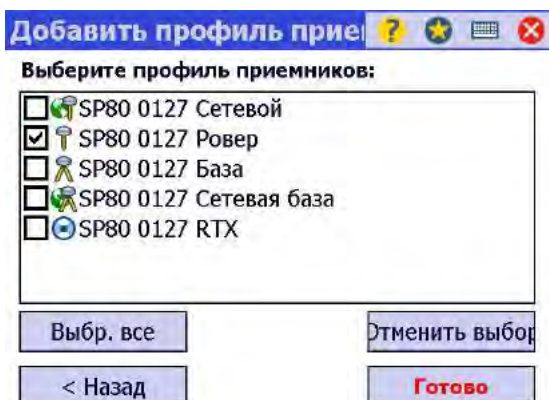 Добавить профиль прие
Выберите профиль приемников:
SP80 0127 Сетевой
SP80 0127 Ровер
SP80 0127 База
SP80 0127 Сетевая база
SP80 0127 RTX
Выбр. все
Отменить выбор
< Назад
Готово